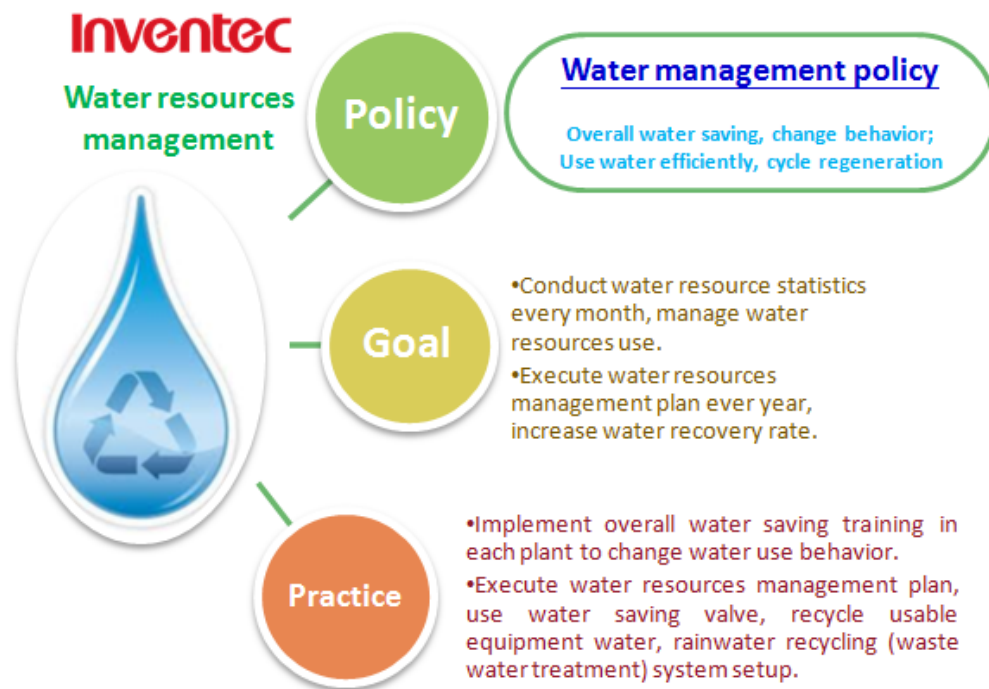 Inventec
Water resources
management
Policy
Water management policy
Overall water saving, change behavior;
Use water efficiently, cycle regeneration
Goal
•Conduct water resource statistics
every month, manage water
resources use.
•Execute water resources
management plan ever year,
increase water recovery rate.
Practice
•Implement overall water saving training in
each plant to change water use behavior.
•Execute water resources management plan,
use water saving valve, recycle usable
equipment water, rainwater recycling (waste
water treatment) system setup.